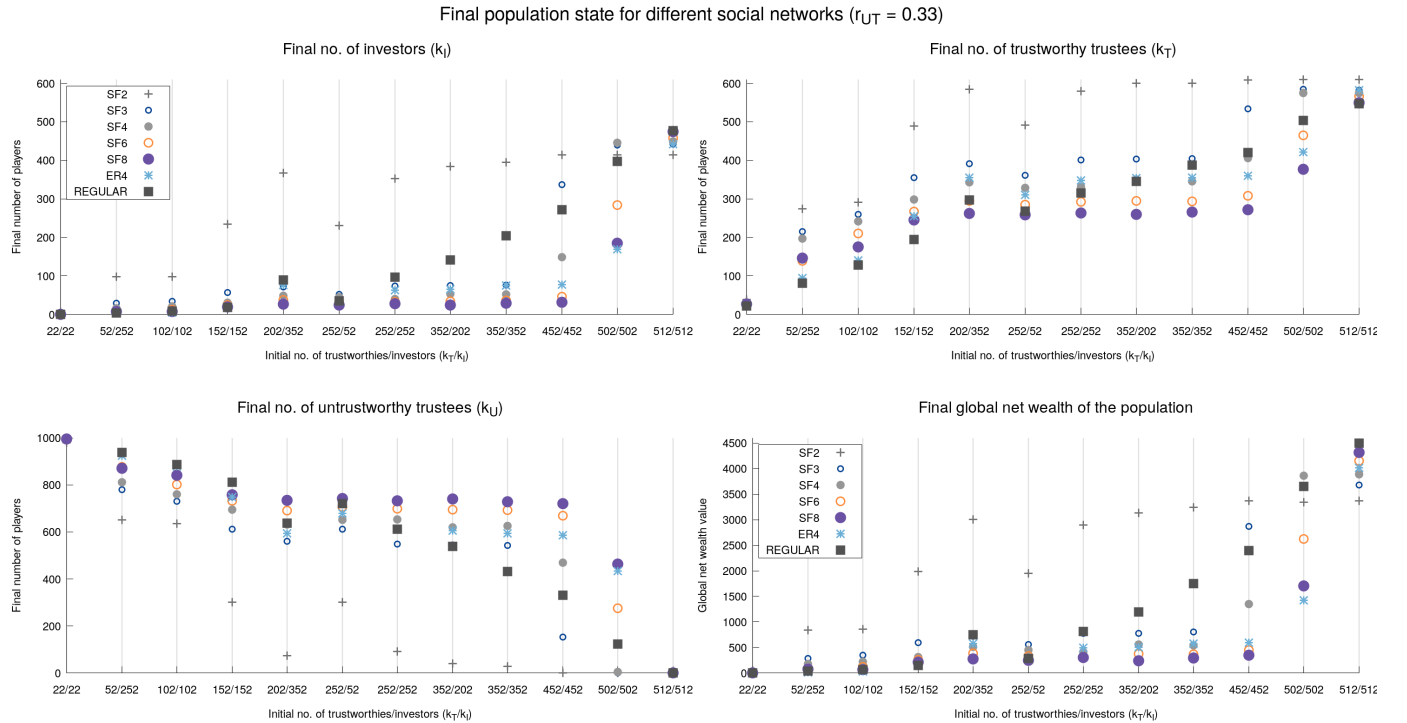 Final population state for different social networks (rUT = 0.33)
Final no. of investors (kI)
600
500
400
300
200
100
0
Final number of players
SF2
SF3
SF4
SF6
SF8
ER4
REGULAR
22/22 52/252 102/102 152/152 202/352 252/52 252/252 352/202 352/352 452/452 502/502 512/512
Initial no. of trustworthies/investors (kT/kI)
Final no. of trustworthy trustees (kT)
600
500
400
300
200
100
0
Final number of players
22/22 52/252 102/102 152/152 202/352 252/52 252/252 352/202 352/352 452/452 502/502 512/512
Initial no. of trustworthies/investors (kT/kI)
Final no. of untrustworthy trustees (kU)
1000
800
600
400
200
0
Final number of players
22/22 52/252 102/102 152/152 202/352 252/52 252/252 352/202 352/352 452/452 502/502 512/512
Initial no. of trustworthies/investors (kT/kI)
Final global net wealth of the population
4500
4000
3500
3000
2500
2000
1500
1000
500
0
Global net wealth value
SF2
SF3
SF4
SF6
SF8
ER4
REGULAR
22/22 52/252 102/102 152/152 202/352 252/52 252/252 352/202 352/352 452/452 502/502 512/512
Initial no. of trustworthies/investors (kT/kI)